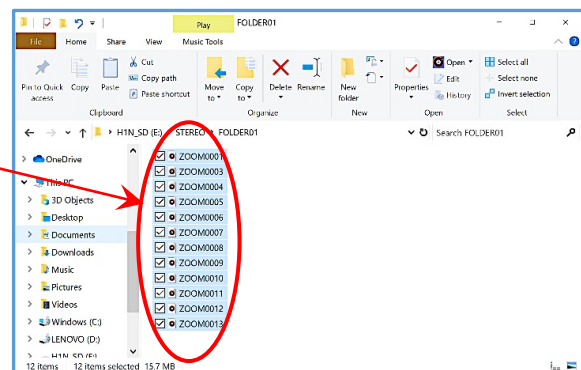 Play FOLDER01
File Home Share View Music Tools
Pin to Quick access
Copy
Paste
Cut
Copy path
Paste shortcut
Move to
Copy to
Delete
Rename
New folder
Properties
Open
Edit
History
Select all
Select none
Invert selection
Clipboard Organize New Open Select
H1N_SD (E:) STEREO FOLDER01 Search FOLDER01
OneDrive
This PC
3D Objects
Desktop
Documents
Downloads
Music
Pictures
Videos
Windows (C:)
LENOVO (D:)
H1N_SD (E:)
ZOOM0001
ZOOM0003
ZOOM0004
ZOOM0005
ZOOM0006
ZOOM0007
ZOOM0008
ZOOM0009
ZOOM0010
ZOOM0011
ZOOM0012
ZOOM0013
12 items 12 items selected 15.7 MB